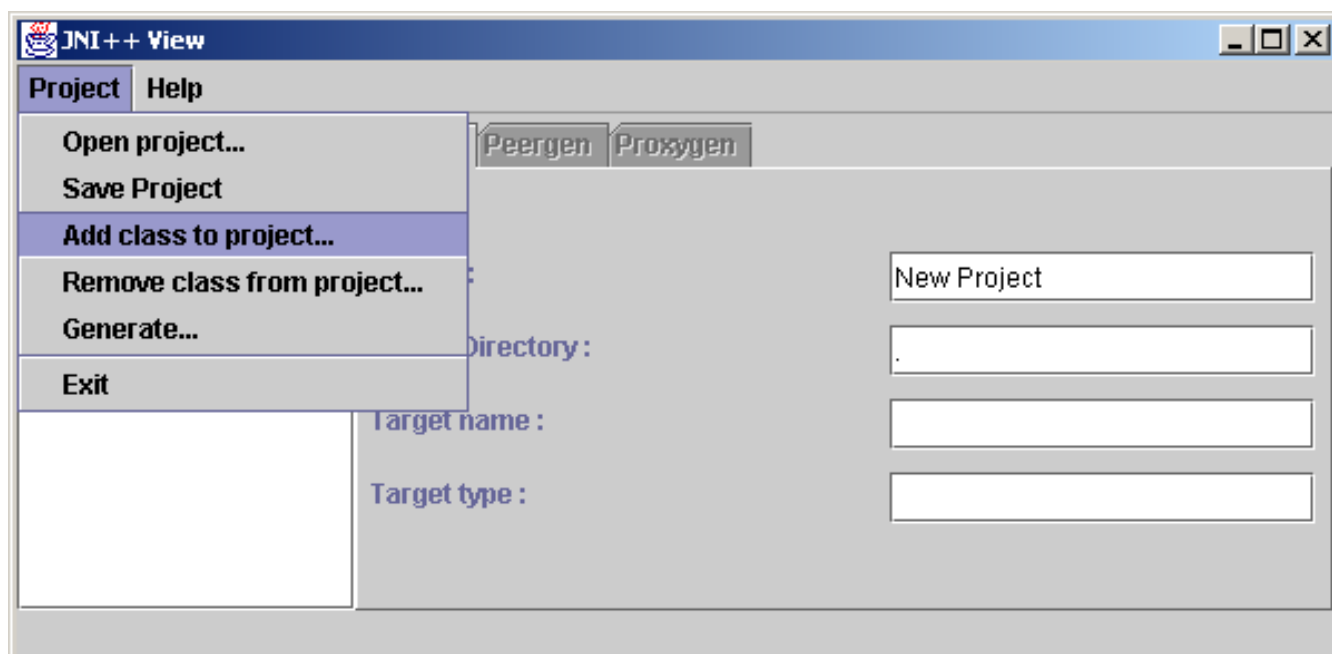 JNI++ View
Project Help
Open project...
Save Project
Add class to project...
Remove class from project...
Generate...
Exit
Peergen Proxygen
:
New Project
Directory :
.
Target name :
Target type :